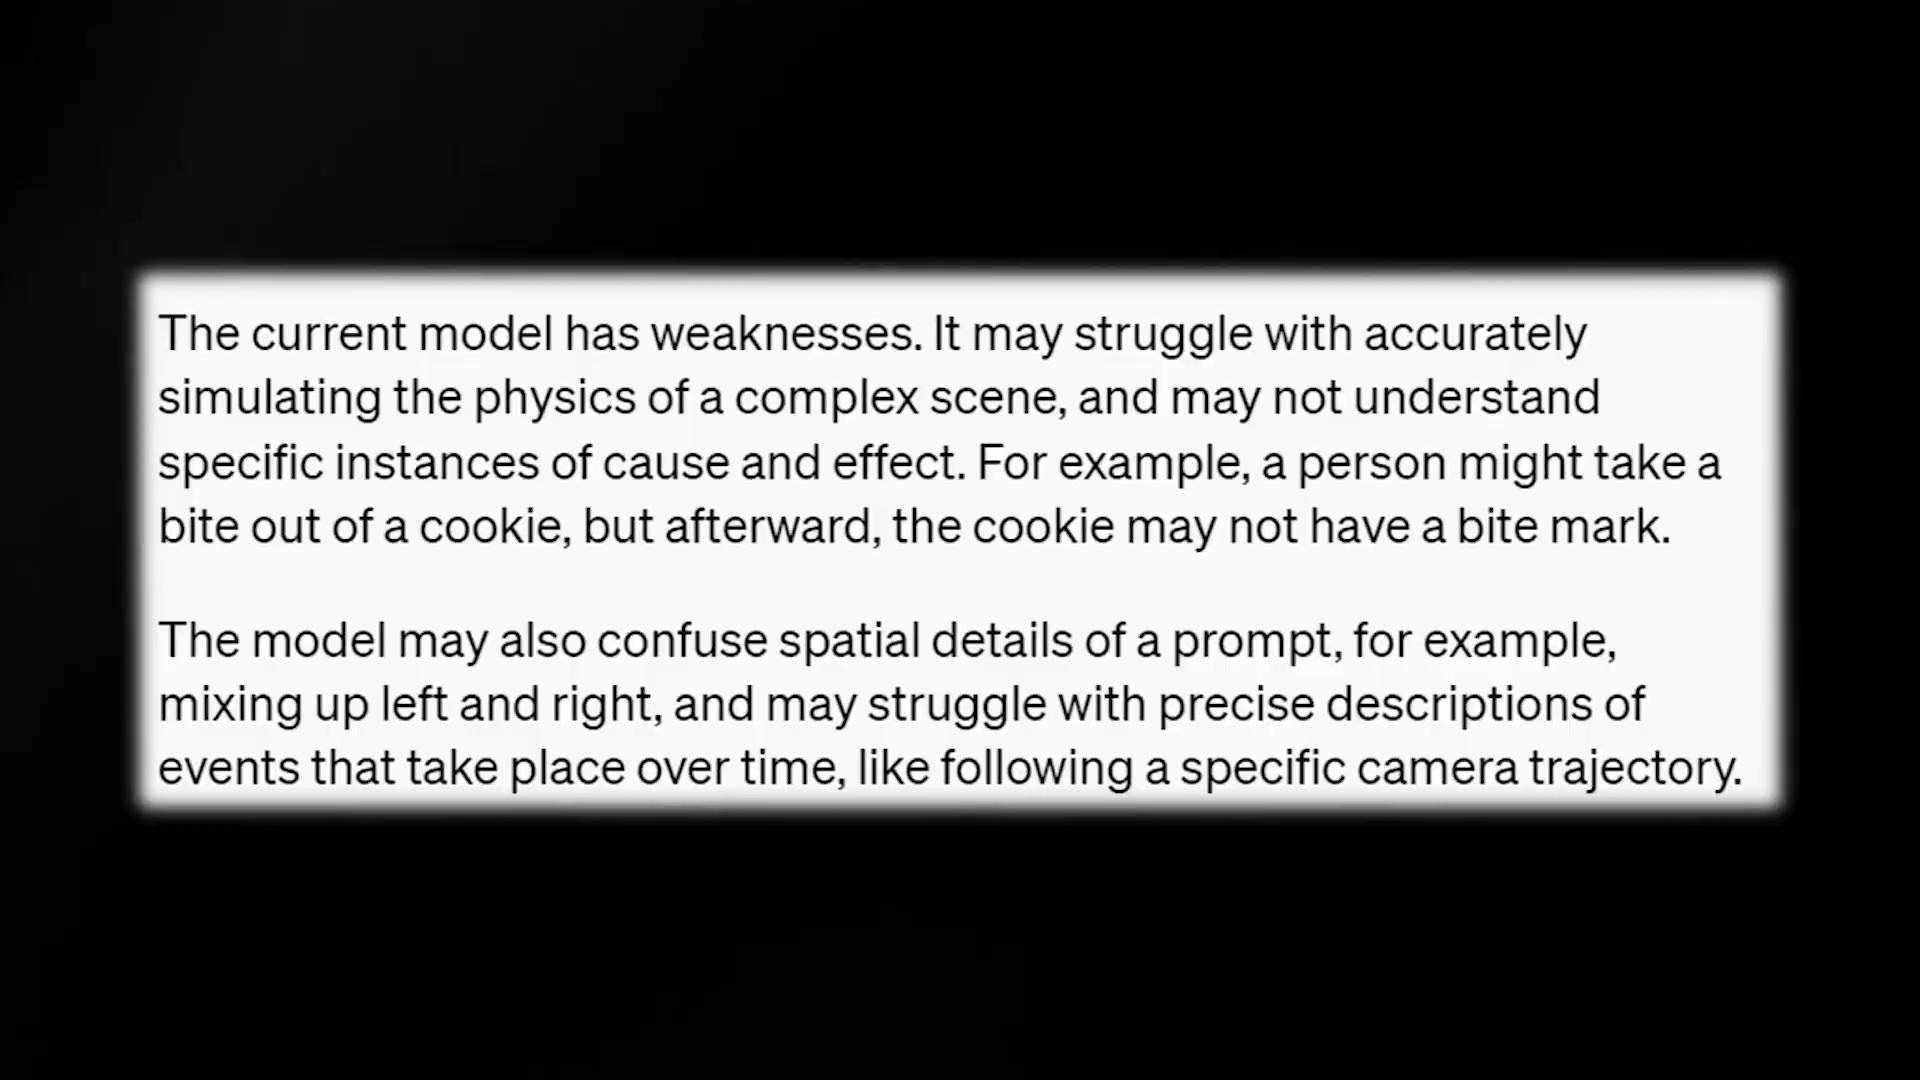 The current model has weaknesses. It may struggle with accurately
simulating the physics of a complex scene, and may not understand
specific instances of cause and effect. For example, a person might take a
bite out of a cookie, but afterward, the cookie may not have a bite mark.
The model may also confuse spatial details of a prompt, for example,
mixing up left and right, and may struggle with precise descriptions of
events that take place over time, like following a specific camera trajectory.